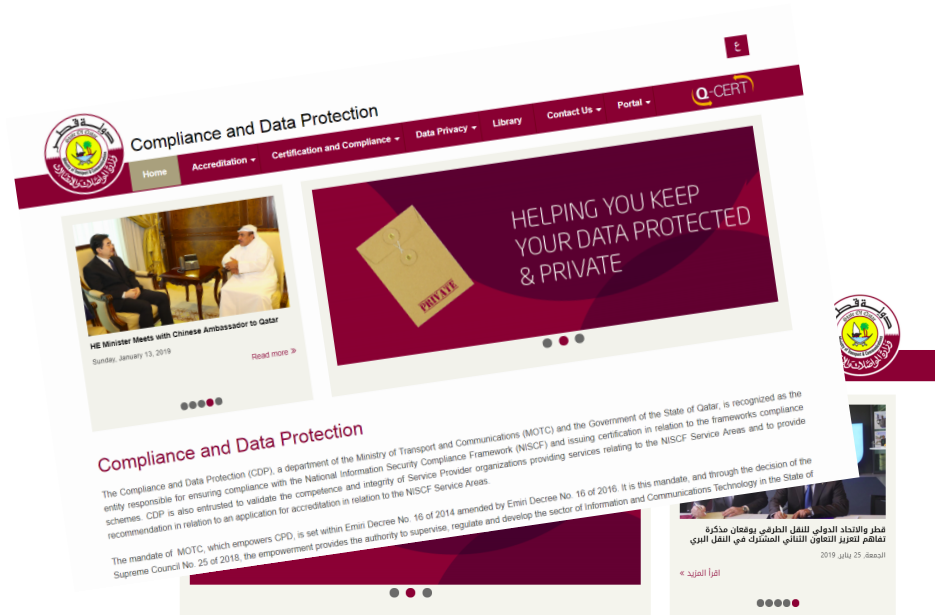 ع
Compliance and Data Protection
Home
Accreditation
Certification and Compliance
Data Privacy
Library
Contact Us
Portal
Q-CERT
HE Minister Meets with Chinese Ambassador to Qatar
Sunday, January 13, 2019
Read more »
HELPING YOU KEEP
YOUR DATA PROTECTED
& PRIVATE
PRIVATE
Compliance and Data Protection
The Compliance and Data Protection (CDP), a department of the Ministry of Transport and Communications (MOTC) and the Government of the State of Qatar, is recognized as the
entity responsible for ensuring compliance with the National Information Security Compliance Framework (NISCF) and issuing certification in relation to the frameworks compliance
schemes. CDP is also entrusted to validate the competence and integrity of Service Provider organizations providing services relating to the NISCF Service Areas and to provide
recommendation in relation to an application for accreditation in relation to the NISCF Service Areas.
The mandate of MOTC, which empowers CPD, is set within Emiri Decree No. 16 of 2014 amended by Emiri Decree No. 16 of 2016. It is this mandate, and through the decision of the
Supreme Council No. 25 of 2018, the empowerment provides the authority to supervise, regulate and develop the sector of Information and Communications Technology in the State of
قطر والاتحاد الدولي للنقل الطرقي يوقعان مذكرة
تفاهم لتعزيز التعاون الثنائي المشترك في النقل البري
الجمعة, 25 يناير, 2019
اقرأ المزيد »